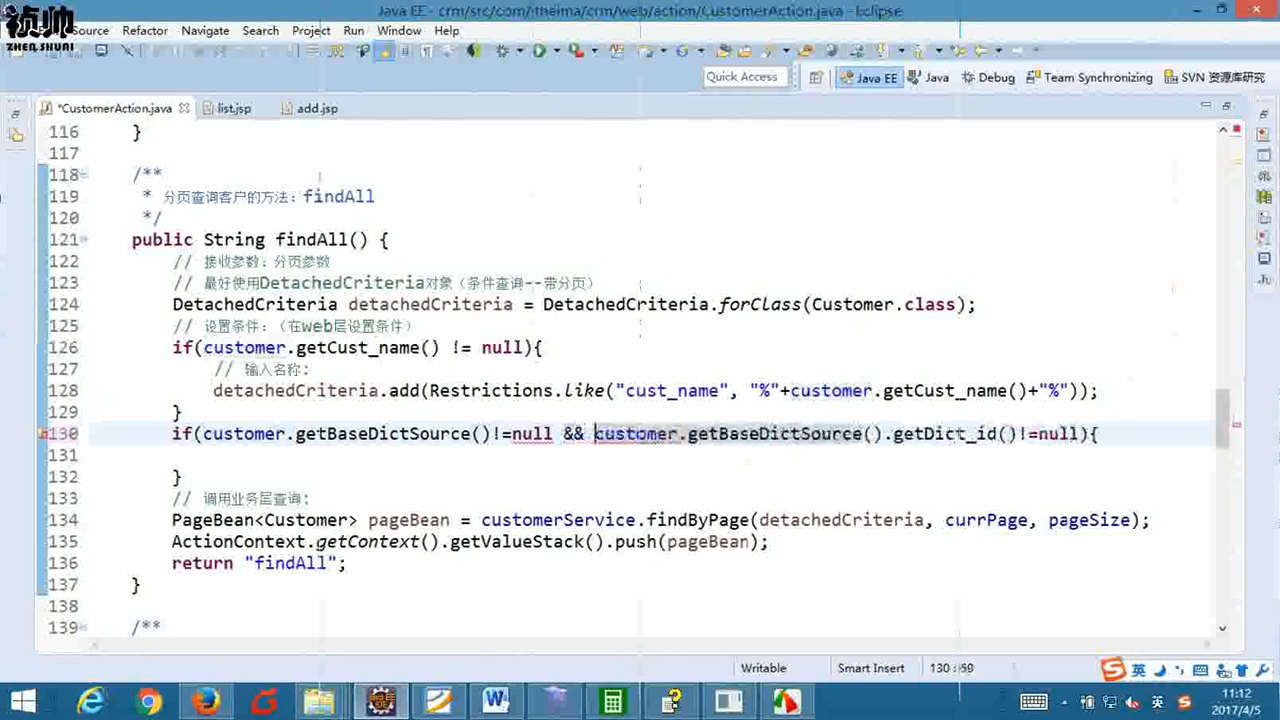 祯帅
ZHEN SHUAI
Java EE - crm/src/com/itheima/crm/web/action/CustomerAction.java - Eclipse
Source Refactor Navigate Search Project Run Window Help
Quick Access Java EE Java Debug Team Synchronizing SVN 资源库研究
*CustomerAction.java list.jsp add.jsp
116 }
117
118 /**
119 * 分页查询客户的方法：findAll
120 */
121 public String findAll() {
122 // 接收参数：分页参数
123 // 最好使用DetachedCriteria对象（条件查询--带分页）
124 DetachedCriteria detachedCriteria = DetachedCriteria.forClass(Customer.class);
125 // 设置条件：（在web层设置条件）
126 if(customer.getCust_name() != null){
127 // 输入名称：
128 detachedCriteria.add(Restrictions.like("cust_name", "%"+customer.getCust_name()+"%"));
129 }
130 if(customer.getBaseDictSource()!=null && customer.getBaseDictSource().getDict_id()!=null){
131
132 }
133 // 调用业务层查询：
134 PageBean<Customer> pageBean = customerService.findByPage(detachedCriteria, currPage, pageSize);
135 ActionContext.getContext().getValueStack().push(pageBean);
136 return "findAll";
137 }
138
139 /**
Writable Smart Insert 130 : 59
英
英 11:12
2017/4/5